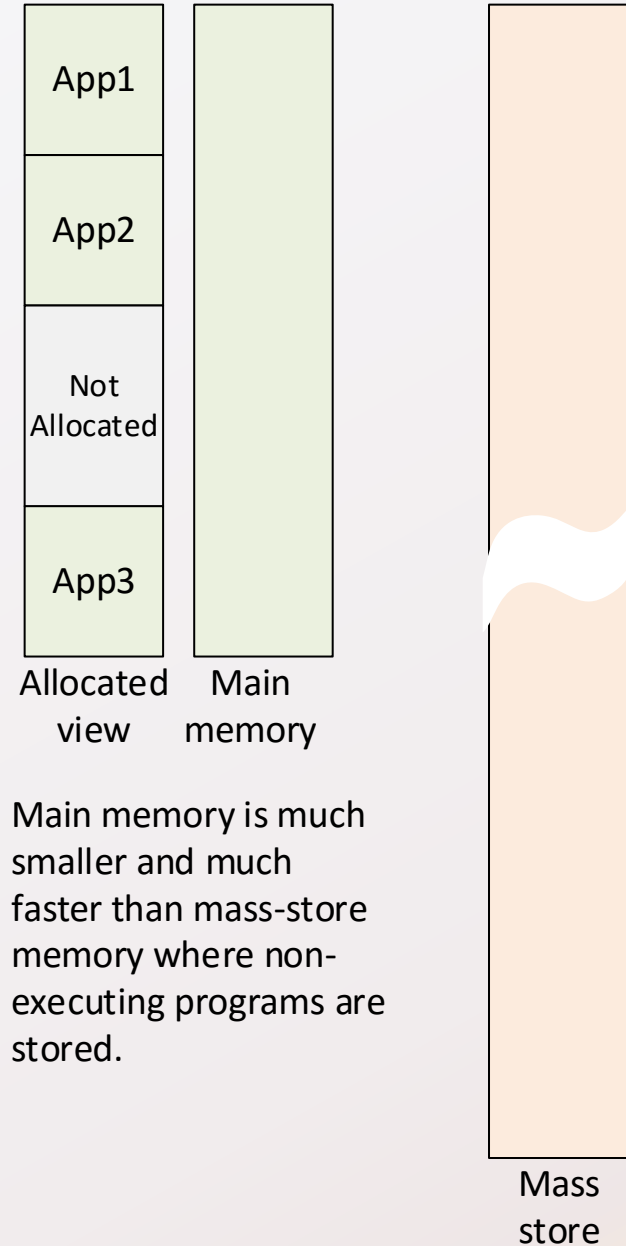 App1
App2
Not
Allocated
App3
Allocated
view
Main
memory
Main memory is much
smaller and much
faster than mass-store
memory where non-
executing programs are
stored.
Mass
store